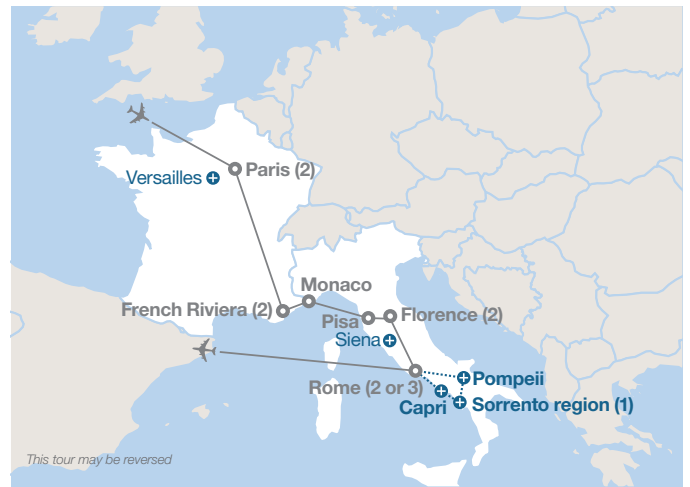 Paris (2)
Versailles
Monaco
French Riviera (2)
Florence (2)
Pisa
Siena
Rome (2 or 3)
Pompeii
Capri
Sorrento region (1)
This tour may be reversed